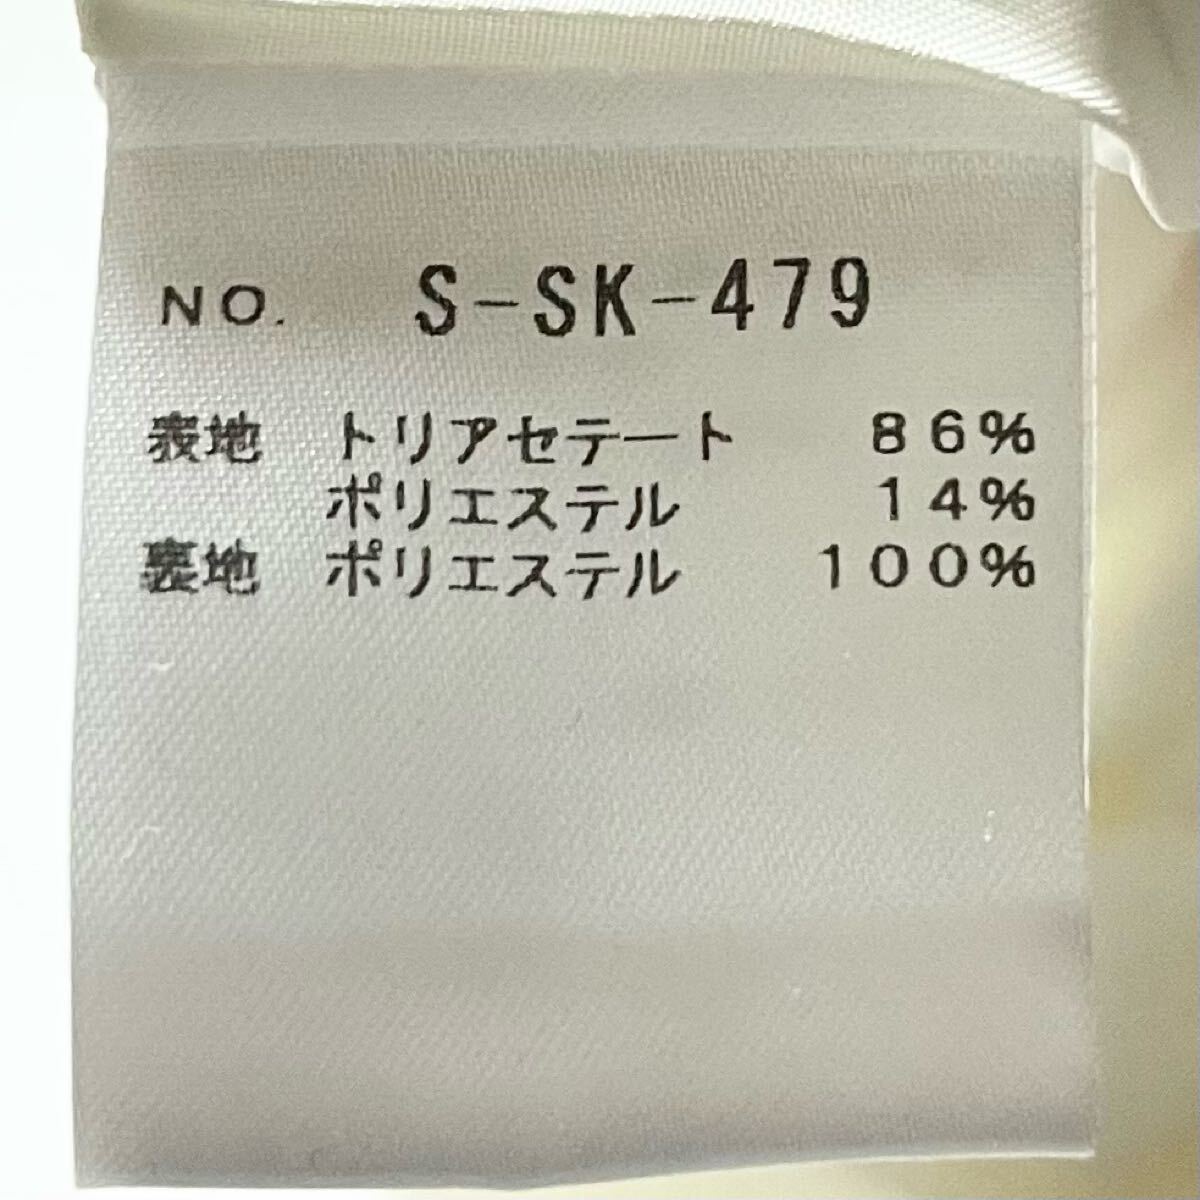 NO. S-SK-479
表地 トリアセテート 86%
ポリエステル 14%
裏地 ポリエステル 100%